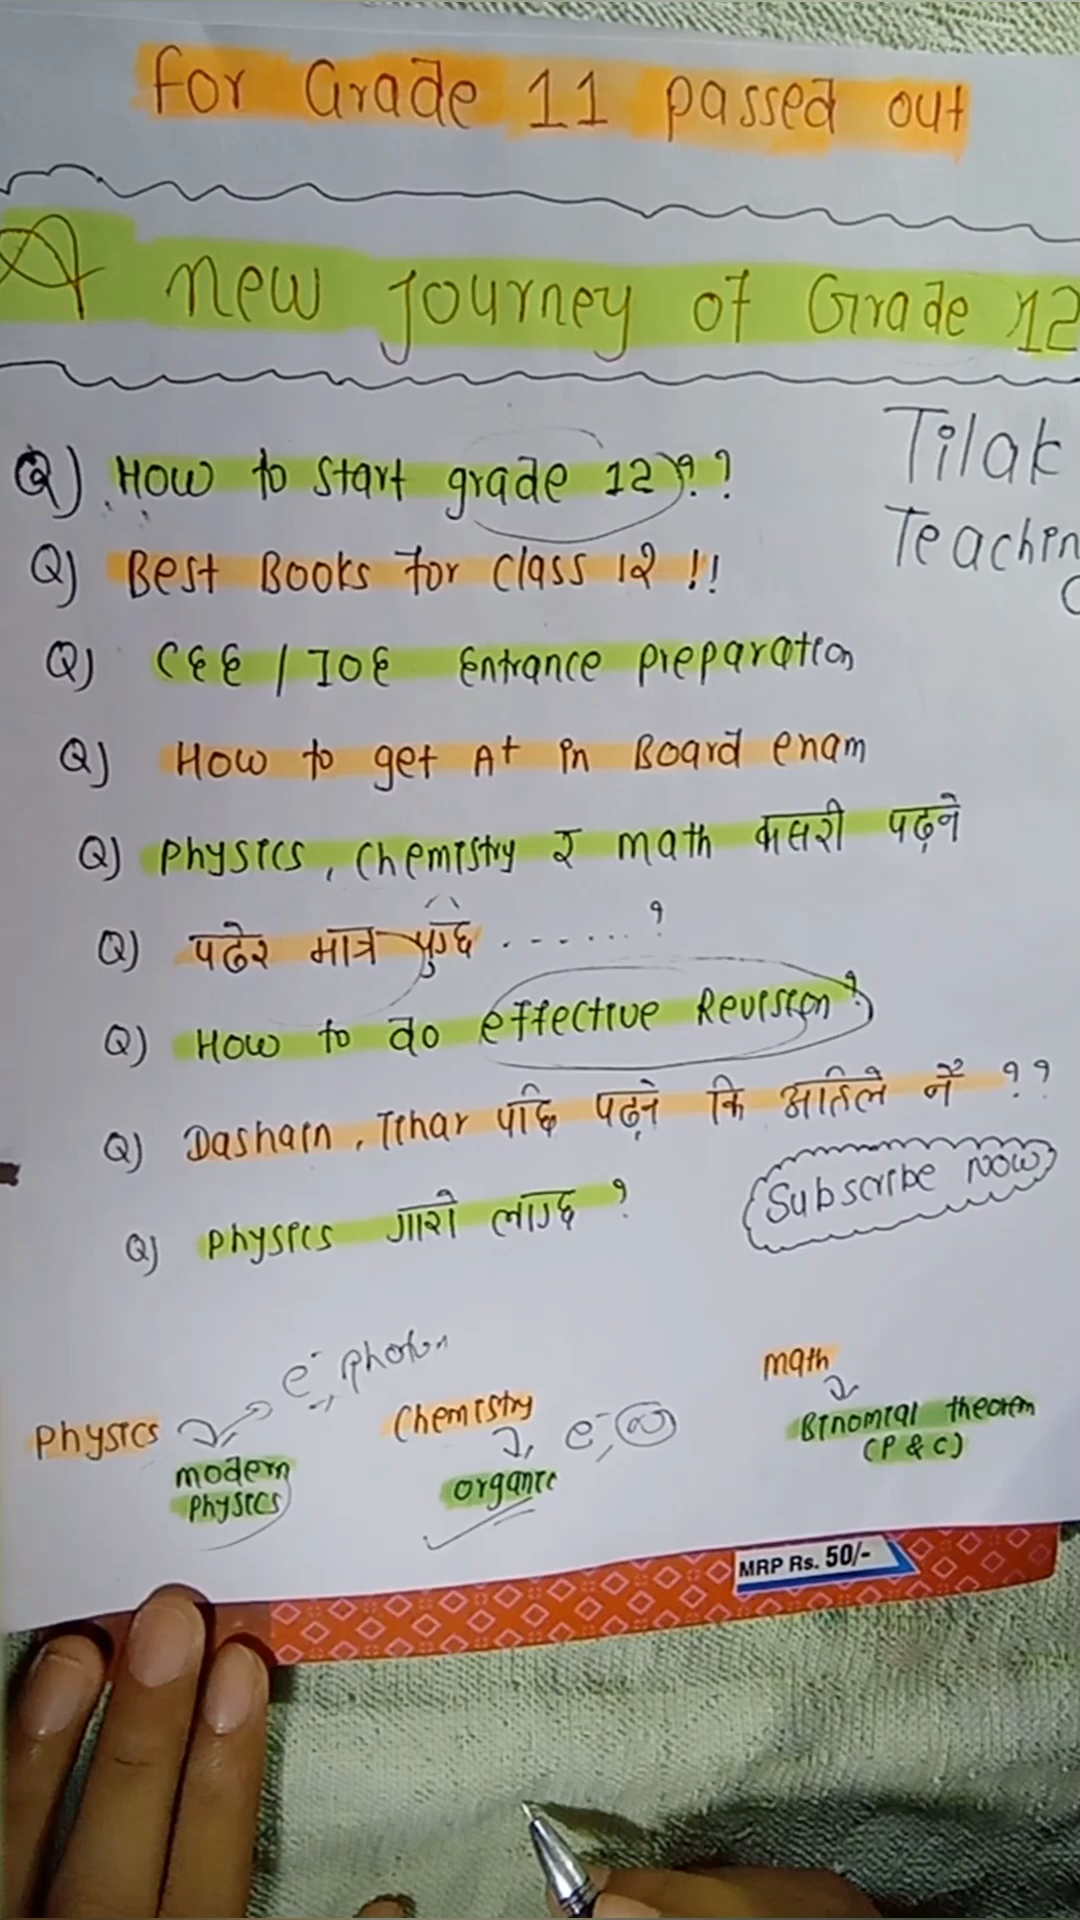 For Grade 11 passed out
A new journey of Grade 12
Tilak
Teachin
Q) How to start grade 12 ??
Q) Best Books for class 12 !!
Q) CEE / IOE Entrance preparation
Q) How to get A+ in Board enam
Q) Physics, Chemistry र math कसरी पढ्ने
Q) पढेर मात्र पुग्छ ....... ?
Q) How to do effective Revision ?
Q) Dashain, Tihar पछि पढ्ने कि अहिले नै ??
Subscribe Now
Q) Physics गारो लाग्छ ?
e⁻, photon
Physics
modern
physics
Chemistry
e⁻,
organic
math
Binomial theorem
(P & C)
MRP Rs. 50/-